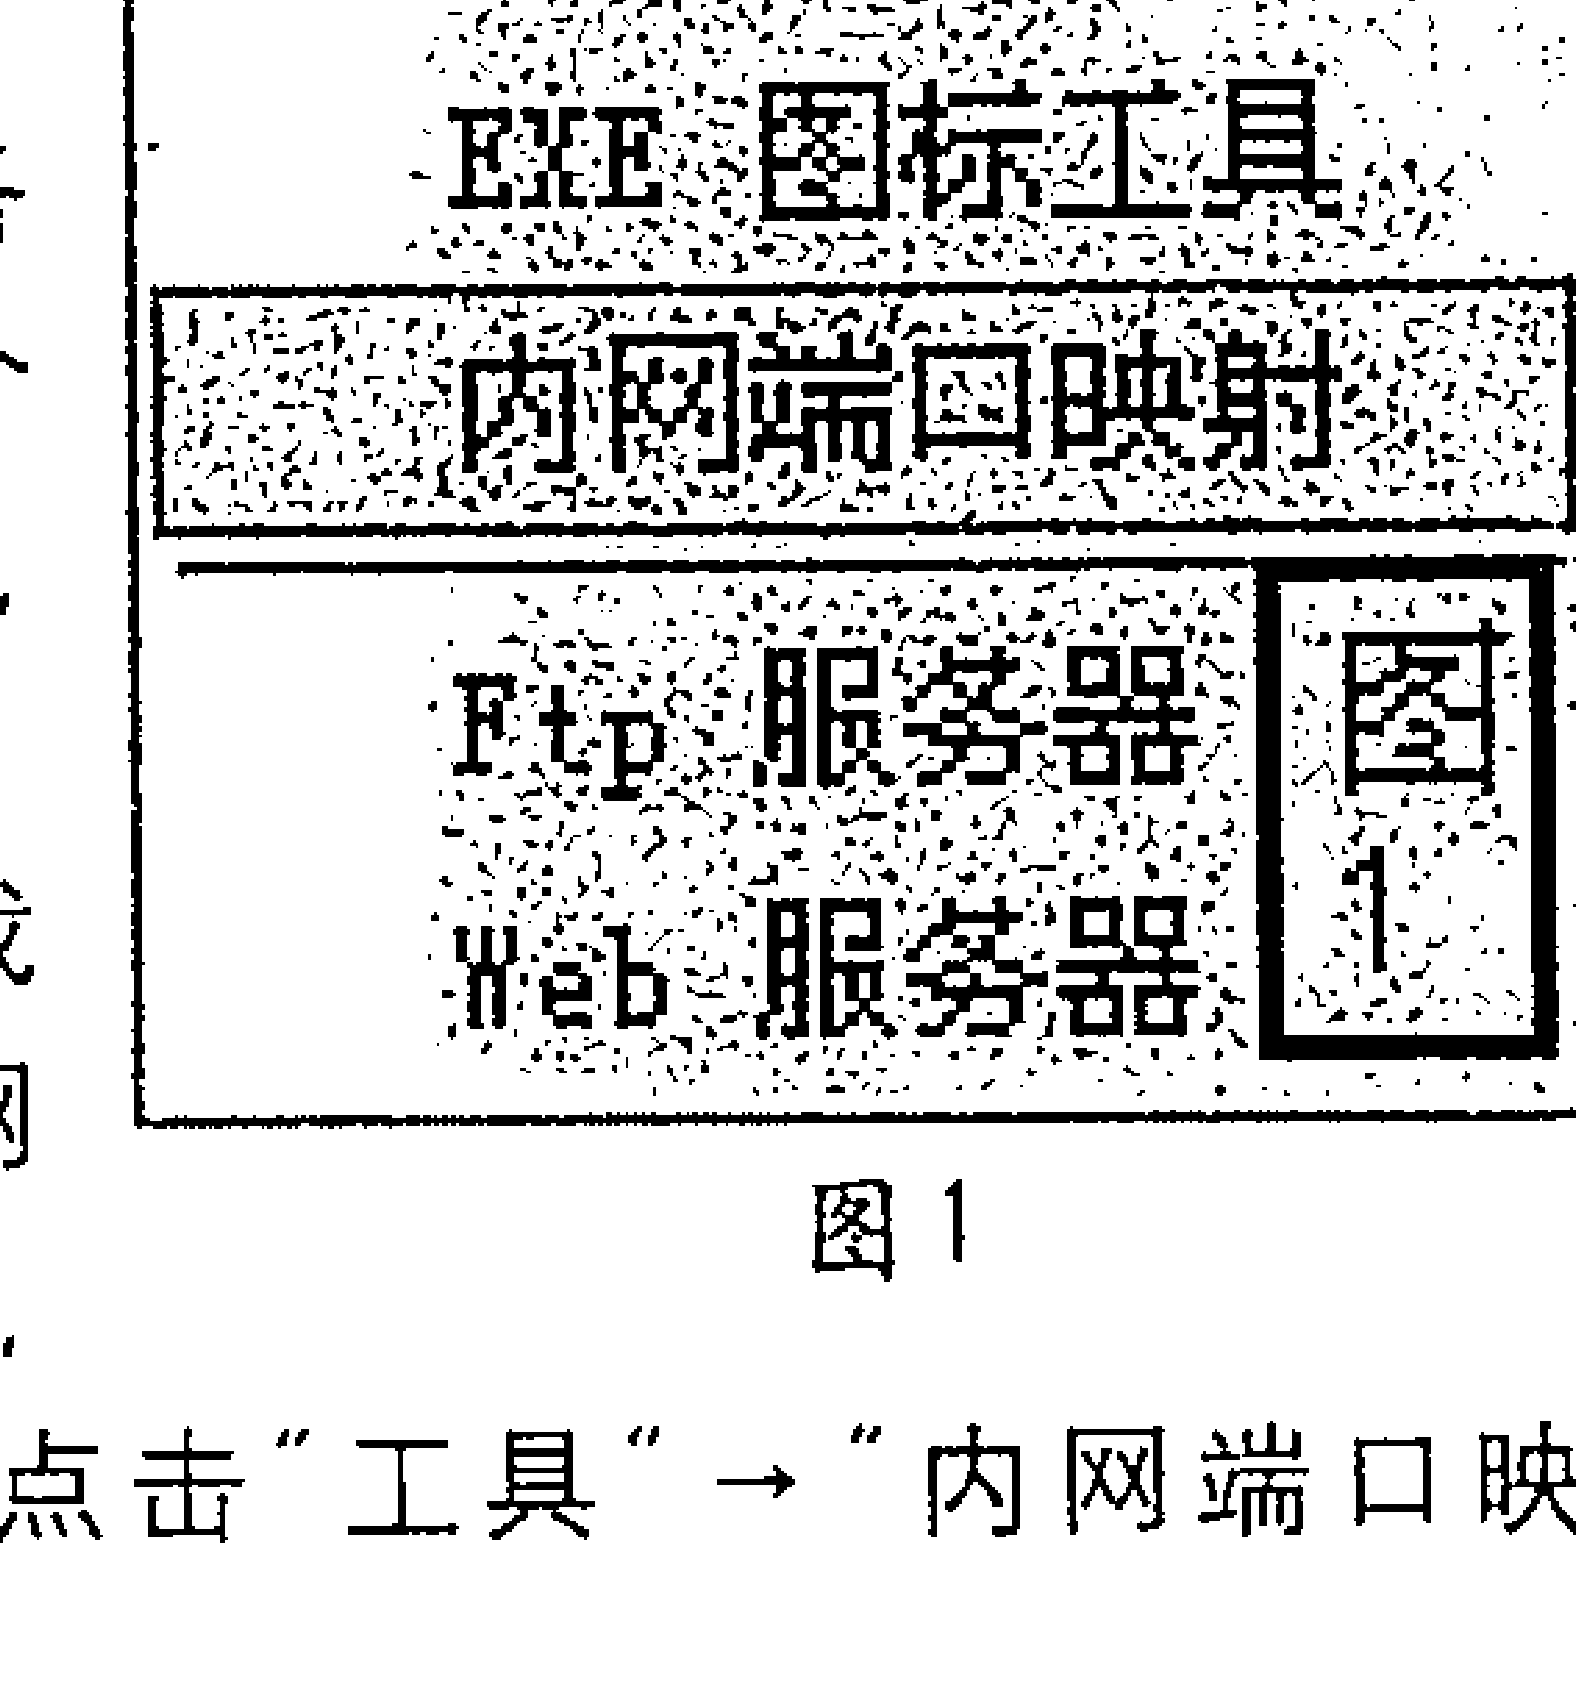 EXE 图标工具
内网端口映射
Ftp 服务器
Web 服务器
图
1
图 1
点击“工具“→“内网端口映